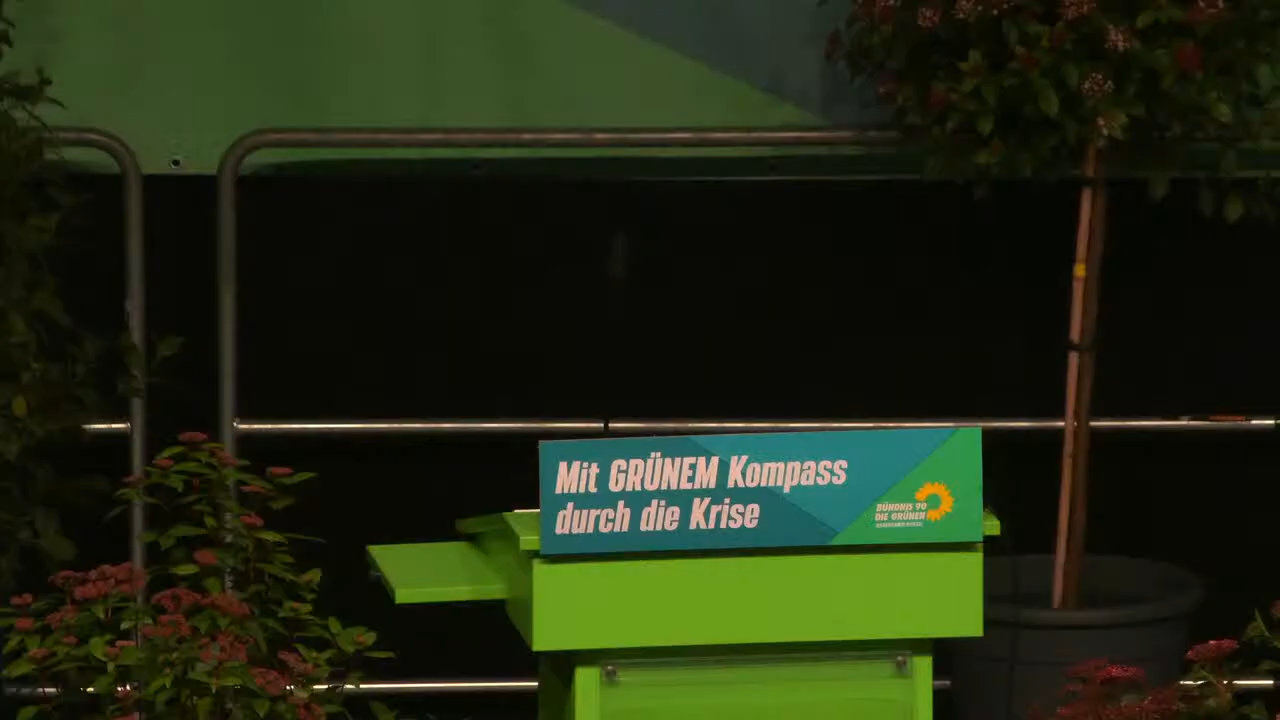 Mit GRÜNEM Kompass
durch die Krise
BÜNDNIS 90
DIE GRÜNEN